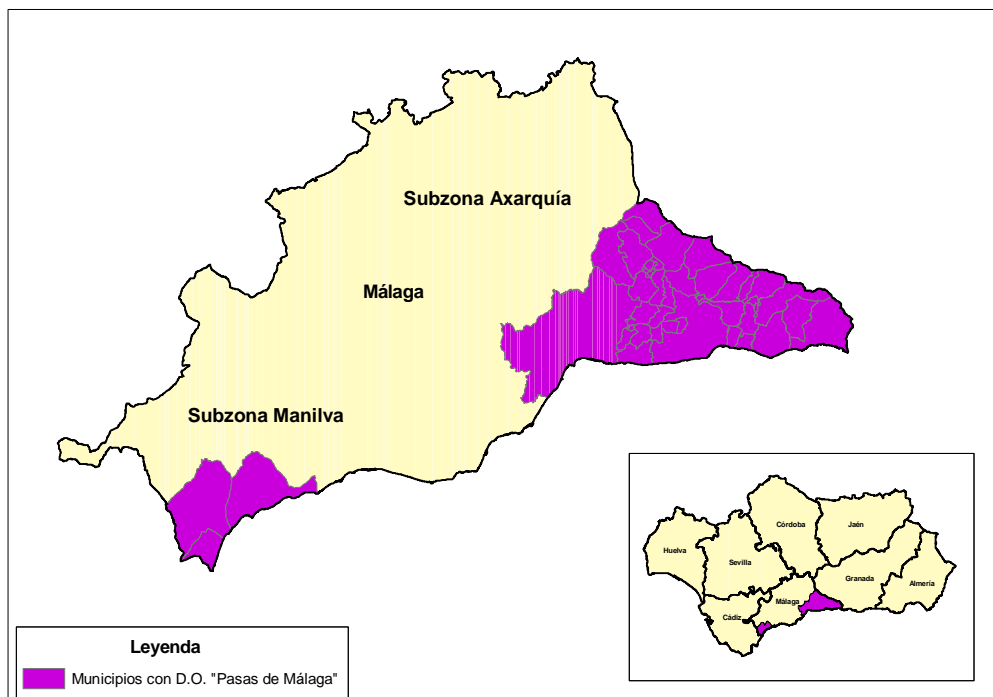 Subzona Axarquía
Málaga
Subzona Manilva
Córdoba
Jaén
Huelva
Sevilla
Granada
Almería
Málaga
Cádiz
Leyenda
Municipios con D.O. "Pasas de Málaga"